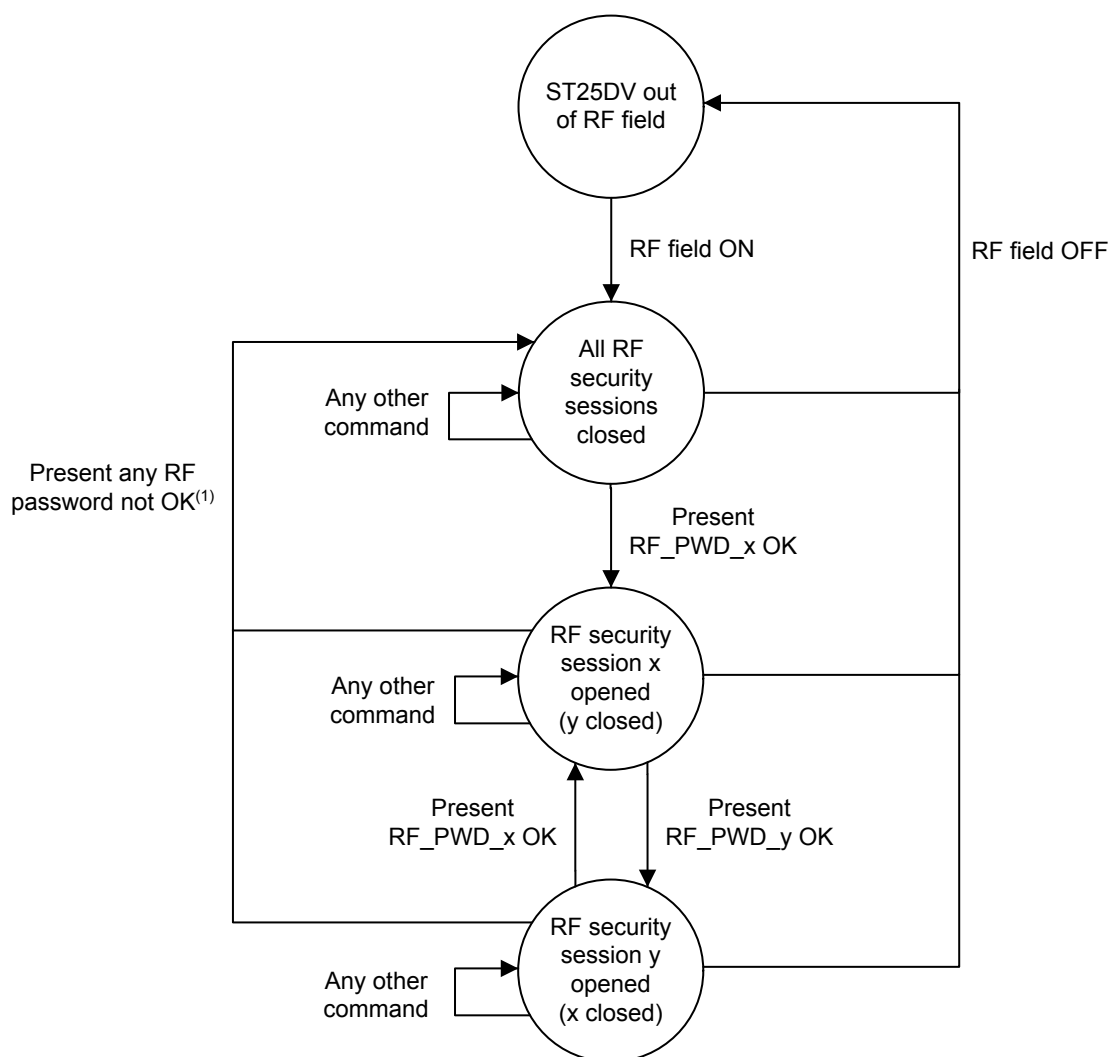 ST25DV out
of RF field
RF field ON
RF field OFF
All RF
security
sessions
closed
Any other
command
Present any RF
password not OK(1)
Present
RF_PWD_x OK
RF security
session x
opened
(y closed)
Any other
command
Present
RF_PWD_x OK
Present
RF_PWD_y OK
RF security
session y
opened
(x closed)
Any other
command